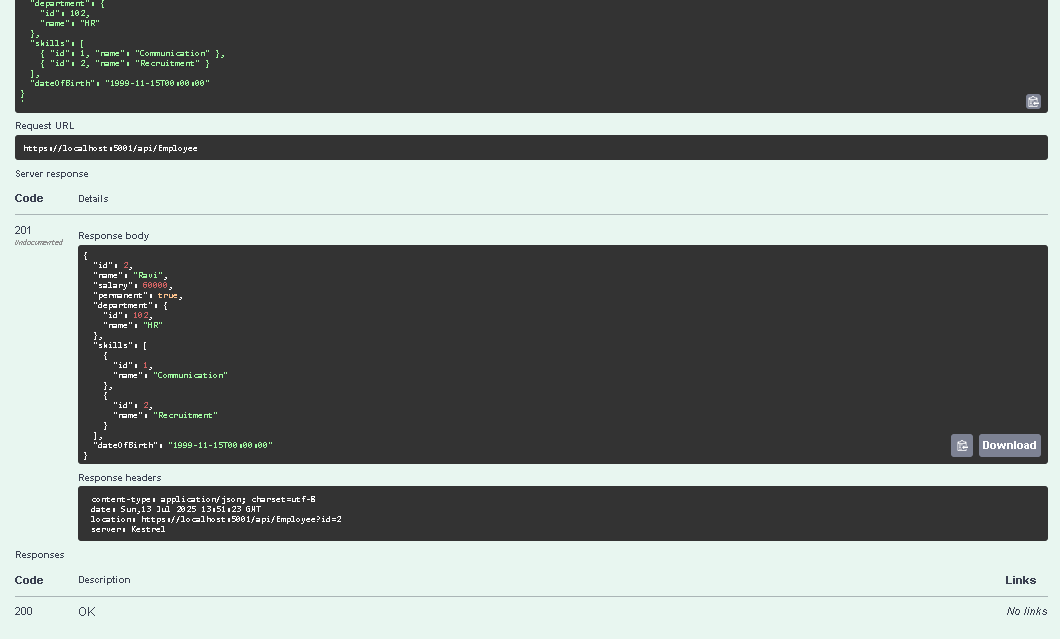 "department": {
"id": 102,
"name": "HR"
},
"skills": [
{ "id": 1, "name": "Communication" },
{ "id": 2, "name": "Recruitment" }
],
"dateOfBirth": "1999-11-15T00:00:00"
}
'
Request URL
https://localhost:5001/api/Employee
Server response
Code Details
201
Undocumented
Response body
{
"id": 2,
"name": "Ravi",
"salary": 60000,
"permanent": true,
"department": {
"id": 102,
"name": "HR"
},
"skills": [
{
"id": 1,
"name": "Communication"
},
{
"id": 2,
"name": "Recruitment"
}
],
"dateOfBirth": "1999-11-15T00:00:00"
}
Download
Response headers
content-type: application/json; charset=utf-8
date: Sun,13 Jul 2025 13:51:23 GMT
location: https://localhost:5001/api/Employee?id=2
server: Kestrel
Responses
Code Description Links
200 OK No links